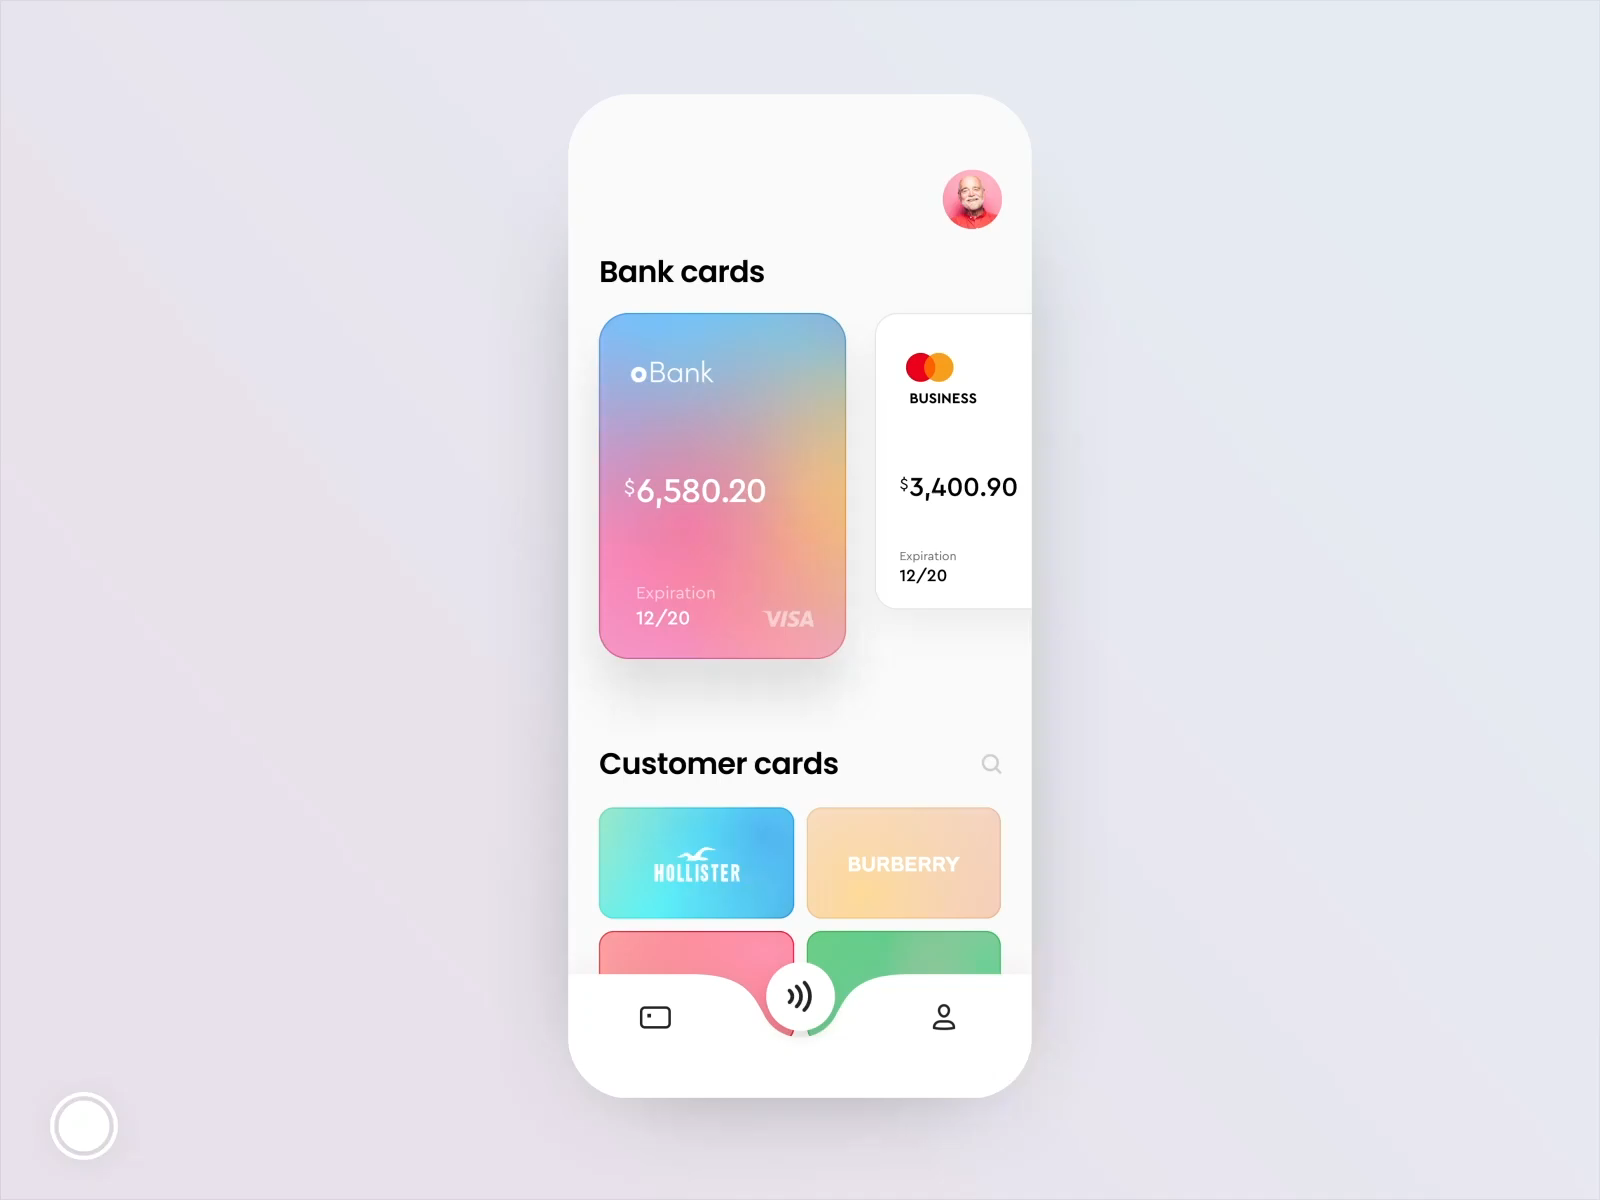 Bank cards
oBank
$6,580.20
Expiration
12/20
VISA
BUSINESS
$3,400.90
Expiration
12/20
Customer cards
HOLLISTER
BURBERRY